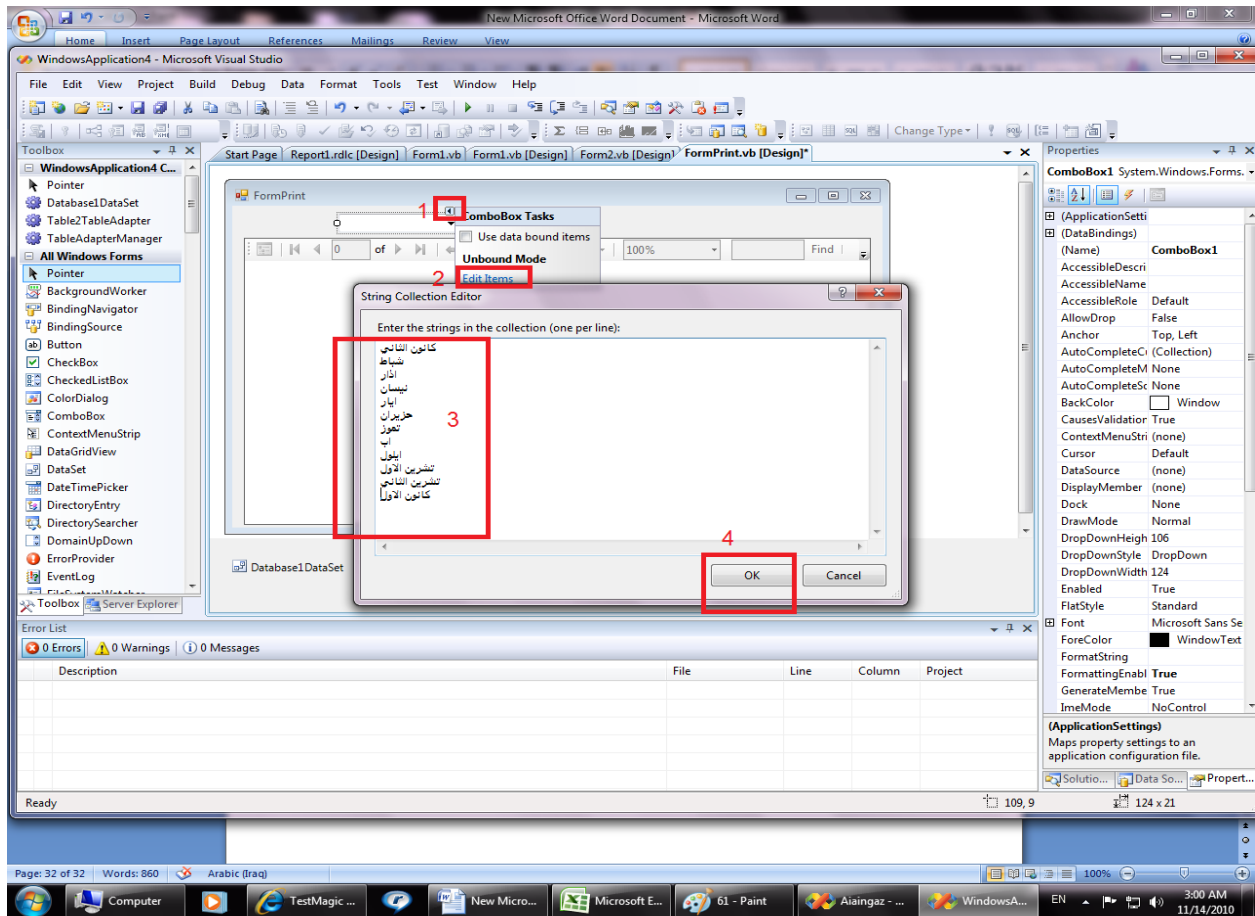 New Microsoft Office Word Document - Microsoft Word
Home Insert Page Layout References Mailings Review View
WindowsApplication4 - Microsoft Visual Studio
File Edit View Project Build Debug Data Format Tools Test Window Help
Change Type
Toolbox
WindowsApplication4 C...
Pointer
Database1DataSet
Table2TableAdapter
TableAdapterManager
All Windows Forms
Pointer
BackgroundWorker
BindingNavigator
BindingSource
Button
CheckBox
CheckedListBox
ColorDialog
ComboBox
ContextMenuStrip
DataGridView
DataSet
DateTimePicker
DirectoryEntry
DirectorySearcher
DomainUpDown
ErrorProvider
EventLog
Toolbox Server Explorer
Start Page Report1.rdlc [Design] Form1.vb Form1.vb [Design] Form2.vb [Design] FormPrint.vb [Design]*
FormPrint
1
ComboBox Tasks
Use data bound items
0 of 100% Find
Unbound Mode
2
Edit Items
String Collection Editor
Enter the strings in the collection (one per line):
كانون الثاني
شباط
اذار
نيسان
ايار
حزيران
تموز
اب
ايلول
تشرين الاول
تشرين الثاني
كانون الاول
3
4
OK Cancel
Database1DataSet
Properties
ComboBox1 System.Windows.Forms.
(ApplicationSetti
(DataBindings)
(Name) ComboBox1
AccessibleDescri
AccessibleName
AccessibleRole Default
AllowDrop False
Anchor Top, Left
AutoCompleteCu (Collection)
AutoCompleteM None
AutoCompleteSc None
BackColor Window
CausesValidation True
ContextMenuStri (none)
Cursor Default
DataSource (none)
DisplayMember (none)
Dock None
DrawMode Normal
DropDownHeigh 106
DropDownStyle DropDown
DropDownWidth 124
Enabled True
FlatStyle Standard
Font Microsoft Sans Se
ForeColor WindowText
FormatString
FormattingEnabl True
GenerateMembe True
ImeMode NoControl
(ApplicationSettings)
Maps property settings to an
application configuration file.
Solutio... Data So... Propert...
Error List
0 Errors 0 Warnings 0 Messages
Description File Line Column Project
Ready 109, 9 124 x 21
Page: 32 of 32 Words: 860 Arabic (Iraq) 100%
Computer TestMagic ... New Micro... Microsoft E... 61 - Paint Aiaingaz - ... WindowsA... EN 3:00 AM
11/14/2010